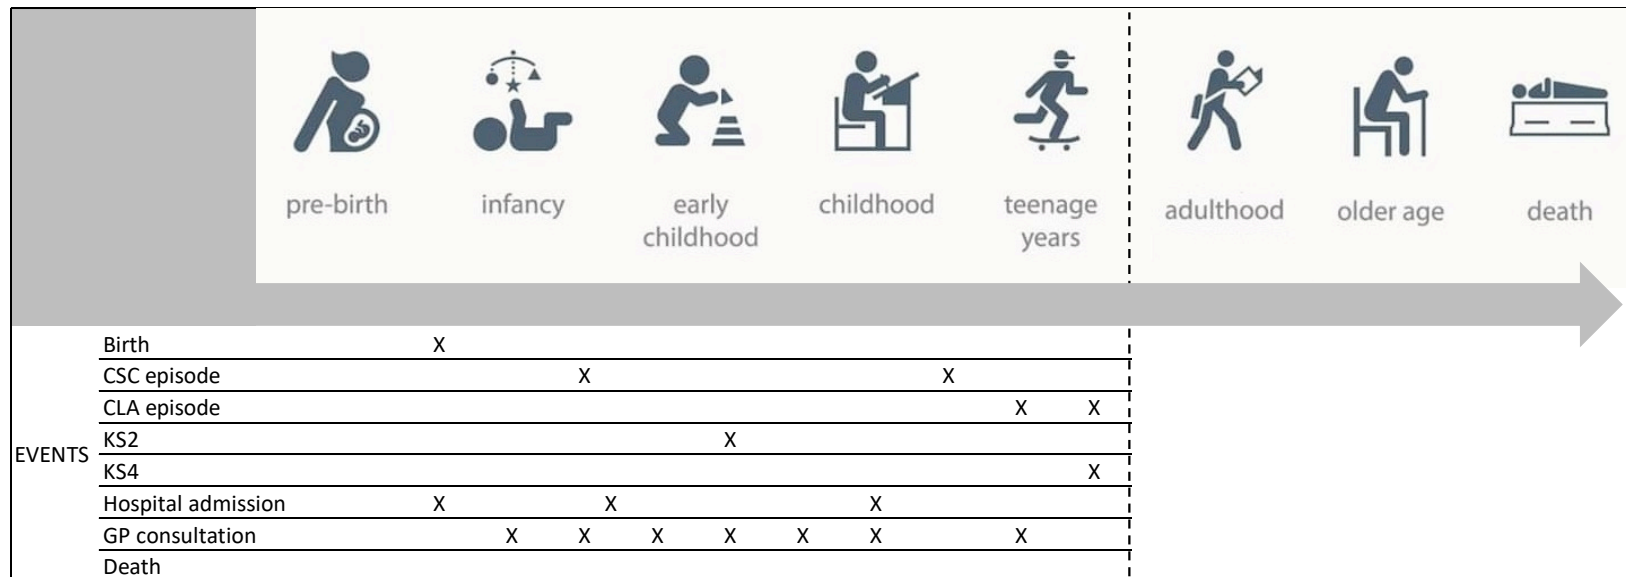 pre-birth
infancy
early
childhood
childhood
teenage
years
adulthood
older age
death
EVENTS
Birth X
CSC episode X X
CLA episode X X
KS2 X
KS4 X
Hospital admission X X X
GP consultation X X X X X X X
Death